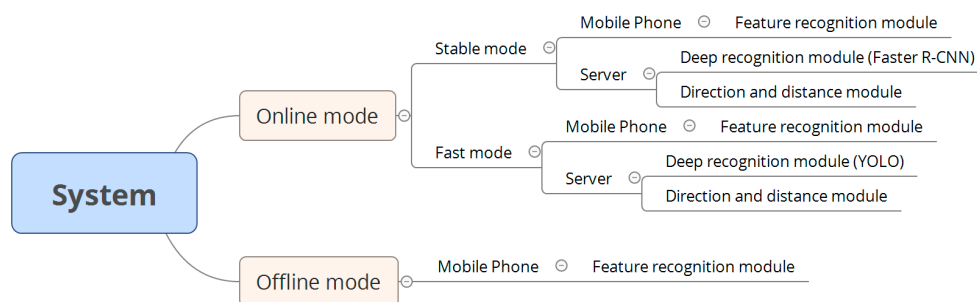 System
Online mode
Stable mode
Mobile Phone
Feature recognition module
Server
Deep recognition module (Faster R-CNN)
Direction and distance module
Fast mode
Mobile Phone
Feature recognition module
Server
Deep recognition module (YOLO)
Direction and distance module
Offline mode
Mobile Phone
Feature recognition module